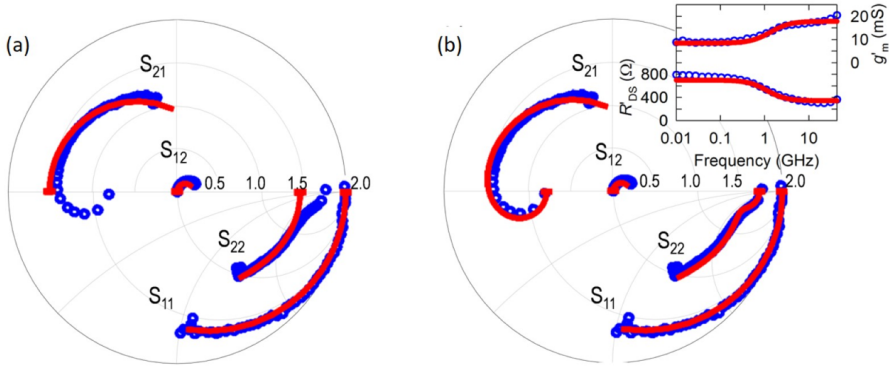 (a)
S21
S12
0.5 1.0 1.5 2.0
S22
S11
(b)
S21
S12
0.5 1.0 1.5 2.0
S22
S11
20
10
0
g'm (mS)
800
400
0
R'DS (Ω)
0.01 0.1 1 10
Frequency (GHz)